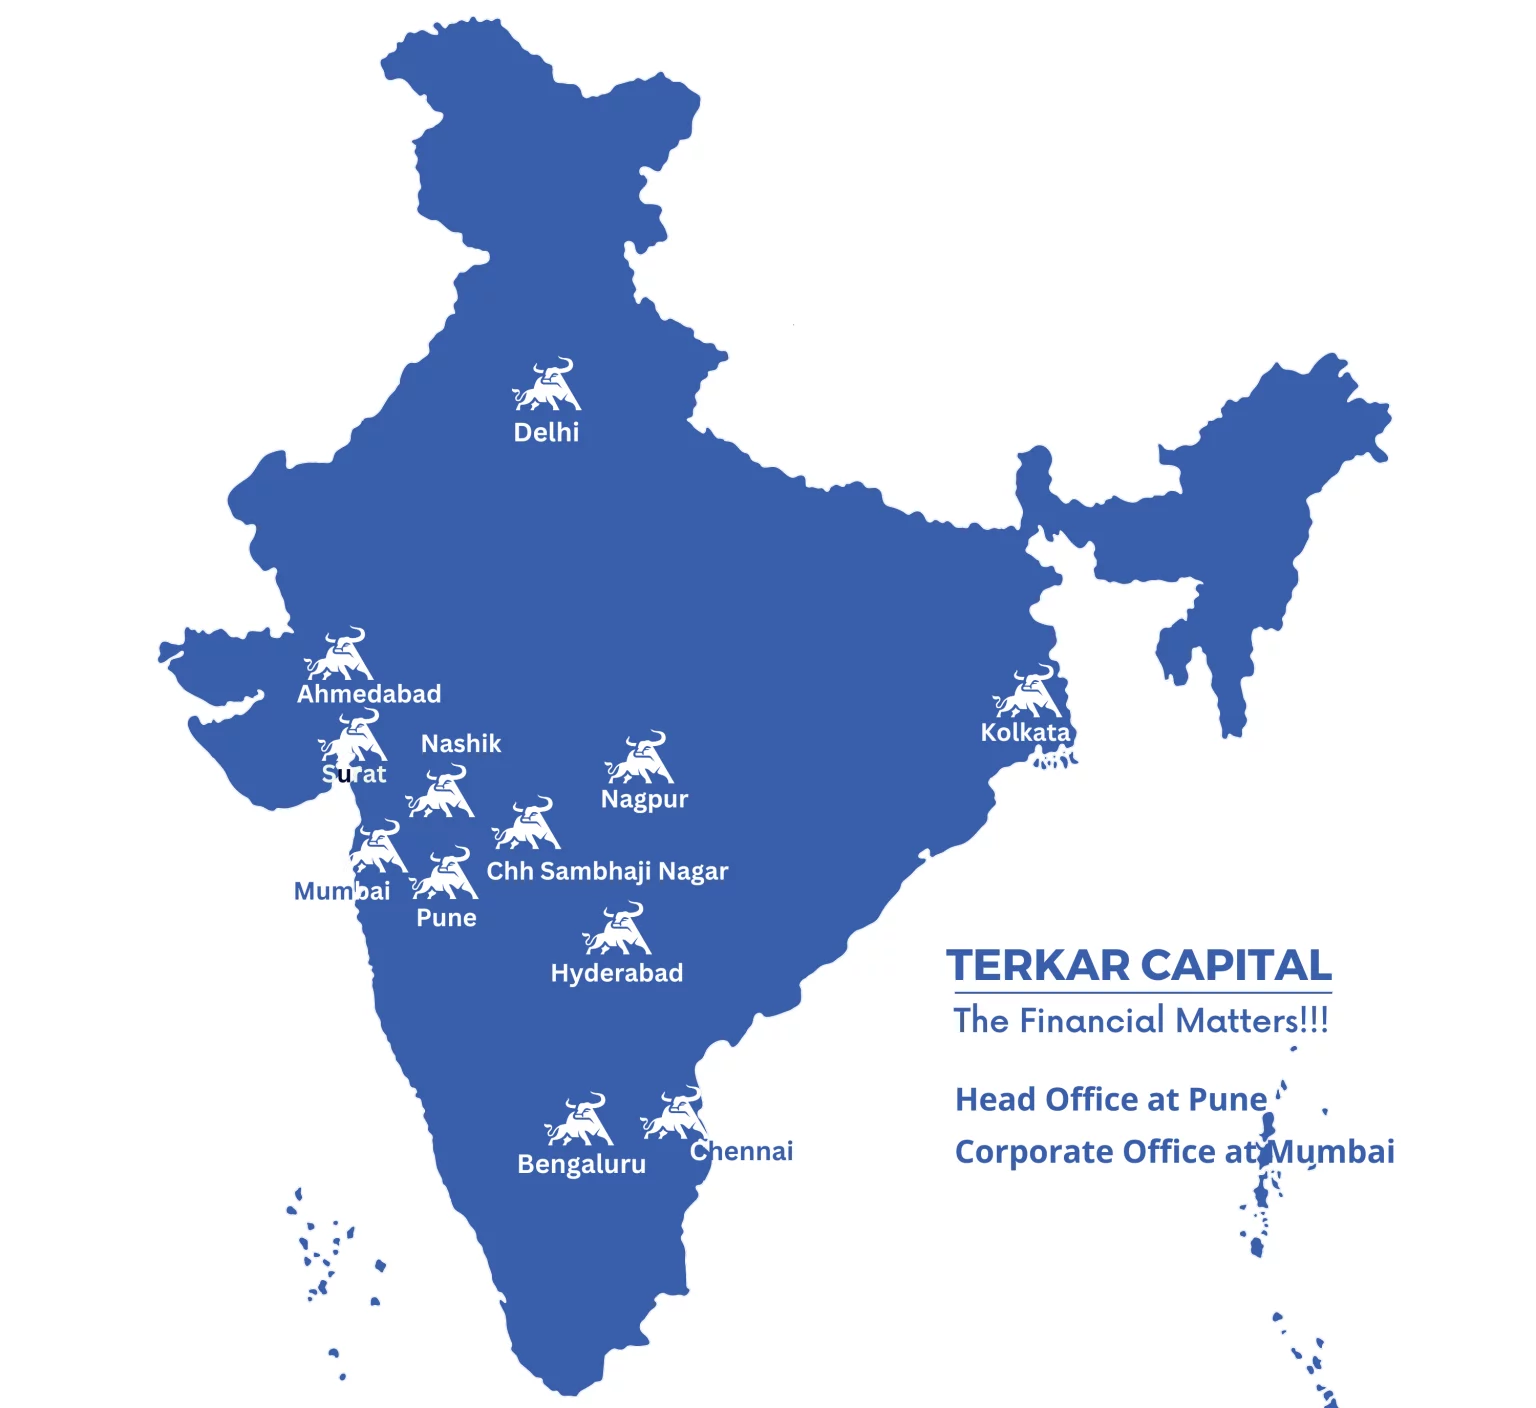 Delhi
Ahmedabad
Surat
Nashik
Nagpur
Kolkata
Chh Sambhaji Nagar
Mumbai
Pune
Hyderabad
TERKAR CAPITAL
The Financial Matters!!!
Head Office at Pune
Corporate Office at Mumbai
Bengaluru
Chennai